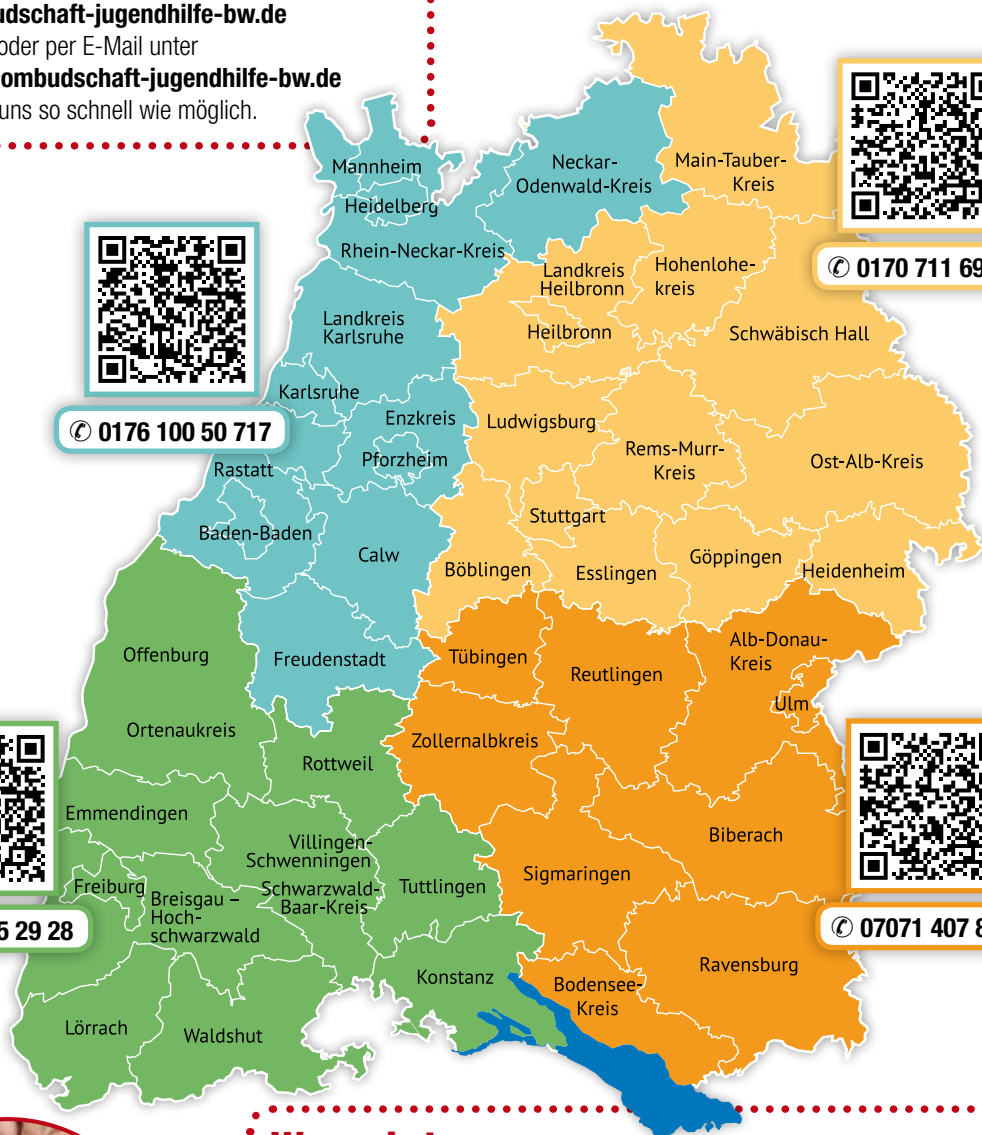 udschaft-jugendhilfe-bw.de
oder per E-Mail unter
ombudschaft-jugendhilfe-bw.de
uns so schnell wie möglich.
Mannheim
Heidelberg
Neckar-
Odenwald-Kreis
Main-Tauber-
Kreis
Rhein-Neckar-Kreis
Landkreis
Heilbronn
Hohenlohe-
kreis
✆ 0170 711 69
Landkreis
Karlsruhe
Heilbronn
Schwäbisch Hall
Karlsruhe
Enzkreis
Ludwigsburg
✆ 0176 100 50 717
Pforzheim
Rems-Murr-
Kreis
Ost-Alb-Kreis
Rastatt
Baden-Baden
Stuttgart
Calw
Böblingen
Esslingen
Göppingen
Heidenheim
Offenburg
Freudenstadt
Tübingen
Reutlingen
Alb-Donau-
Kreis
Ulm
Ortenaukreis
Zollernalbkreis
Rottweil
Emmendingen
Villingen-
Schwenningen
Biberach
Freiburg
Breisgau –
Hoch-
schwarzwald
Schwarzwald-
Baar-Kreis
Tuttlingen
Sigmaringen
5 29 28
✆ 07071 407 8
Konstanz
Bodensee-
Kreis
Ravensburg
Lörrach
Waldshut